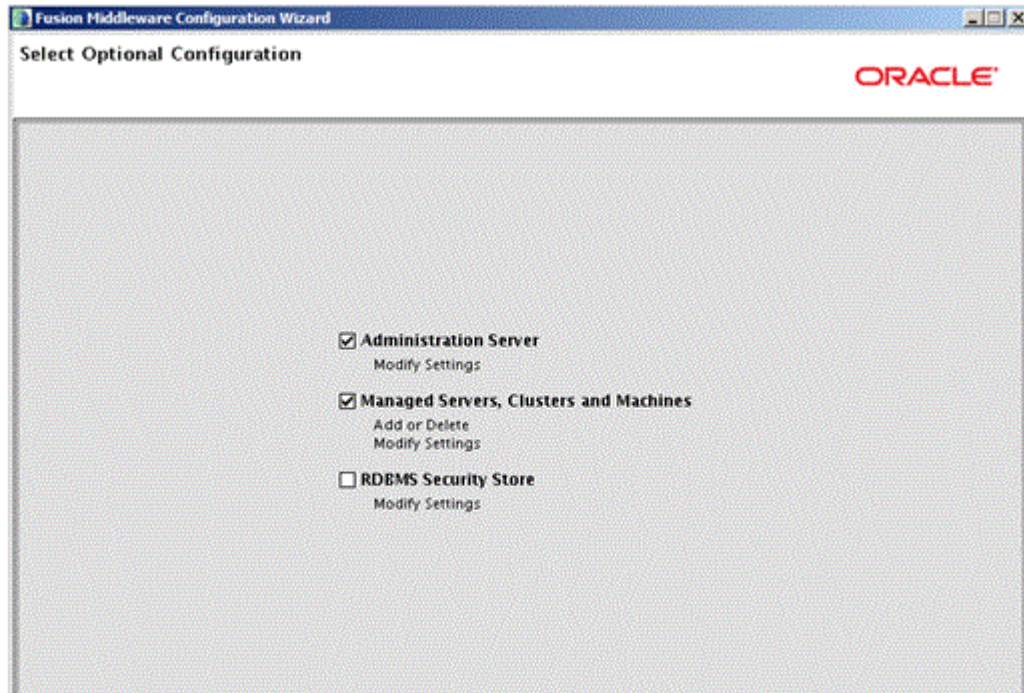 Fusion Middleware Configuration Wizard
Select Optional Configuration
ORACLE
Administration Server
Modify Settings
Managed Servers, Clusters and Machines
Add or Delete
Modify Settings
RDBMS Security Store
Modify Settings